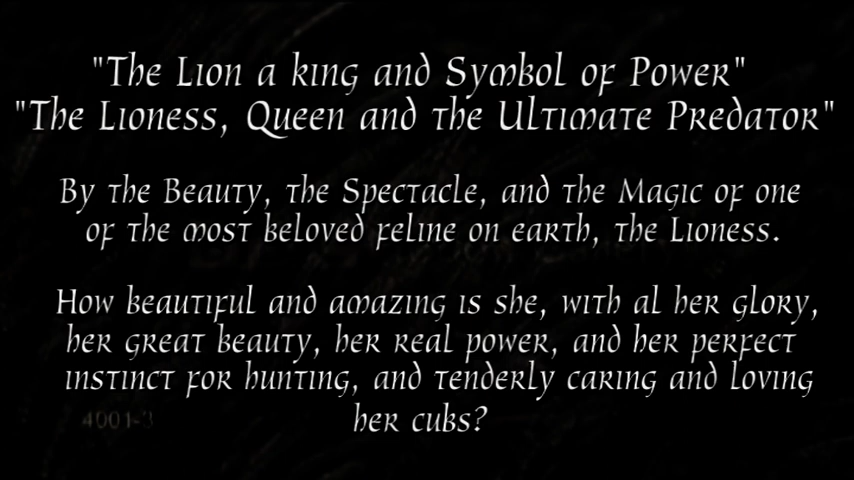 "The Lion a king and Symbol of Power"
"The Lioness, Queen and the Ultimate Predator"
By the Beauty, the Spectacle, and the Magic of one
of the most beloved feline on earth, the Lioness.
How beautiful and amazing is she, with al her glory,
her great beauty, her real power, and her perfect
instinct for hunting, and tenderly caring and loving
her cubs?
4001-3